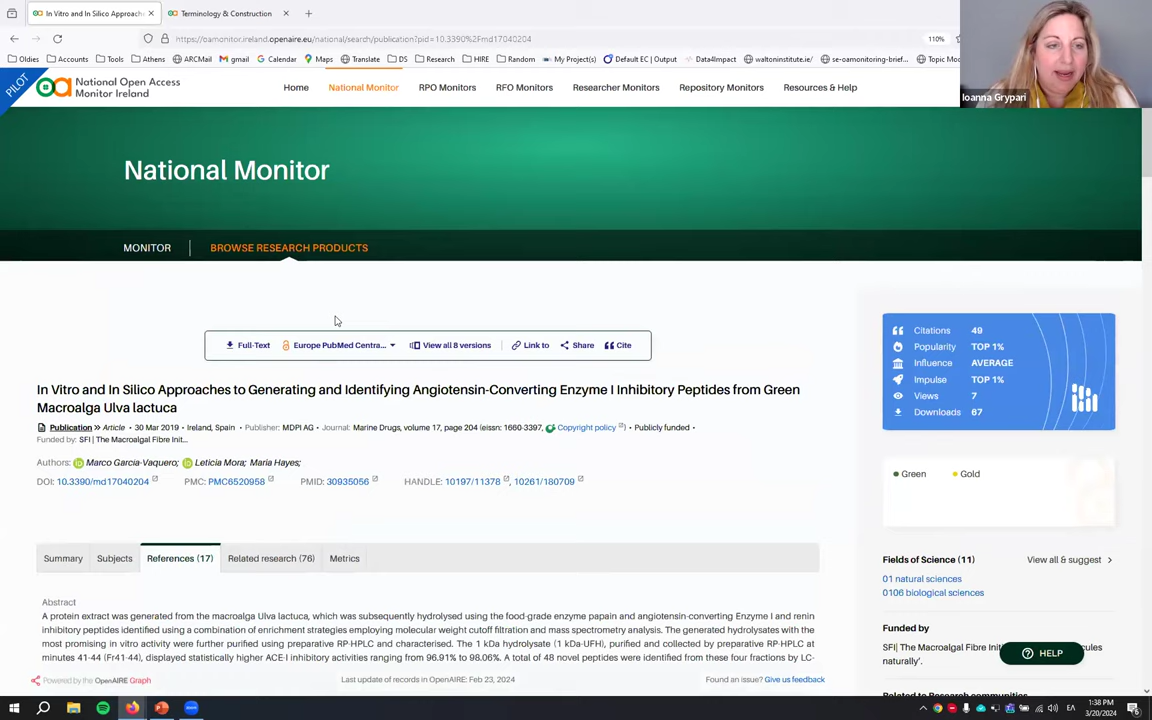 In Vitro and In Silico Approach
Terminology & Construction
https://oamonitor.ireland.openaire.eu/national/search/publication?pid=10.3390%2Fmd17040204
110%
Oldies Accounts Tools Athens ARCMail gmail Calendar Maps Translate DS Research HIRE Random My Project(s) Default EC | Output Data4Impact waltoninstitute.ie/ se-oamonitoring-brief... Topic Mod
Ioanna Grypari
PILOT
National Open Access
Monitor Ireland
Home National Monitor RPO Monitors RFO Monitors Researcher Monitors Repository Monitors Resources & Help
National Monitor
MONITOR BROWSE RESEARCH PRODUCTS
Full-Text Europe PubMed Centra... View all 8 versions Link to Share Cite
In Vitro and In Silico Approaches to Generating and Identifying Angiotensin-Converting Enzyme I Inhibitory Peptides from Green
Macroalga Ulva lactuca
Publication Article • 30 Mar 2019 • Ireland, Spain • Publisher: MDPI AG • Journal: Marine Drugs, volume 17, page 204 (eissn: 1660-3397, Copyright policy) • Publicly funded •
Funded by: SFI | The Macroalgal Fibre Init...
Authors: Marco Garcia-Vaquero; Leticia Mora; María Hayes;
DOI: 10.3390/md17040204 PMC: PMC6520958 PMID: 30935056 HANDLE: 10197/11378, 10261/180709
Summary Subjects References (17) Related research (76) Metrics
Abstract
A protein extract was generated from the macroalga Ulva lactuca, which was subsequently hydrolysed using the food-grade enzyme papain and angiotensin-converting Enzyme I and renin
inhibitory peptides identified using a combination of enrichment strategies employing molecular weight cutoff filtration and mass spectrometry analysis. The generated hydrolysates with the
most promising in vitro activity were further purified using preparative RP-HPLC and characterised. The 1 kDa hydrolysate (1 kDa-UFH), purified and collected by preparative RP-HPLC at
minutes 41-44 (Fr41-44), displayed statistically higher ACE-I inhibitory activities ranging from 96.91% to 98.06%. A total of 48 novel peptides were identified from these four fractions by LC-
Citations 49
Popularity TOP 1%
Influence AVERAGE
Impulse TOP 1%
Views 7
Downloads 67
Green Gold
Fields of Science (11) View all & suggest
01 natural sciences
0106 biological sciences
Funded by
SFI| The Macroalgal Fibre Init cules
naturally'.
HELP
Powered by the OpenAIRE Graph Last update of records in OpenAIRE: Feb 23, 2024 Found an issue? Give us feedback
ΕΛ
1:38 PM
3/20/2024